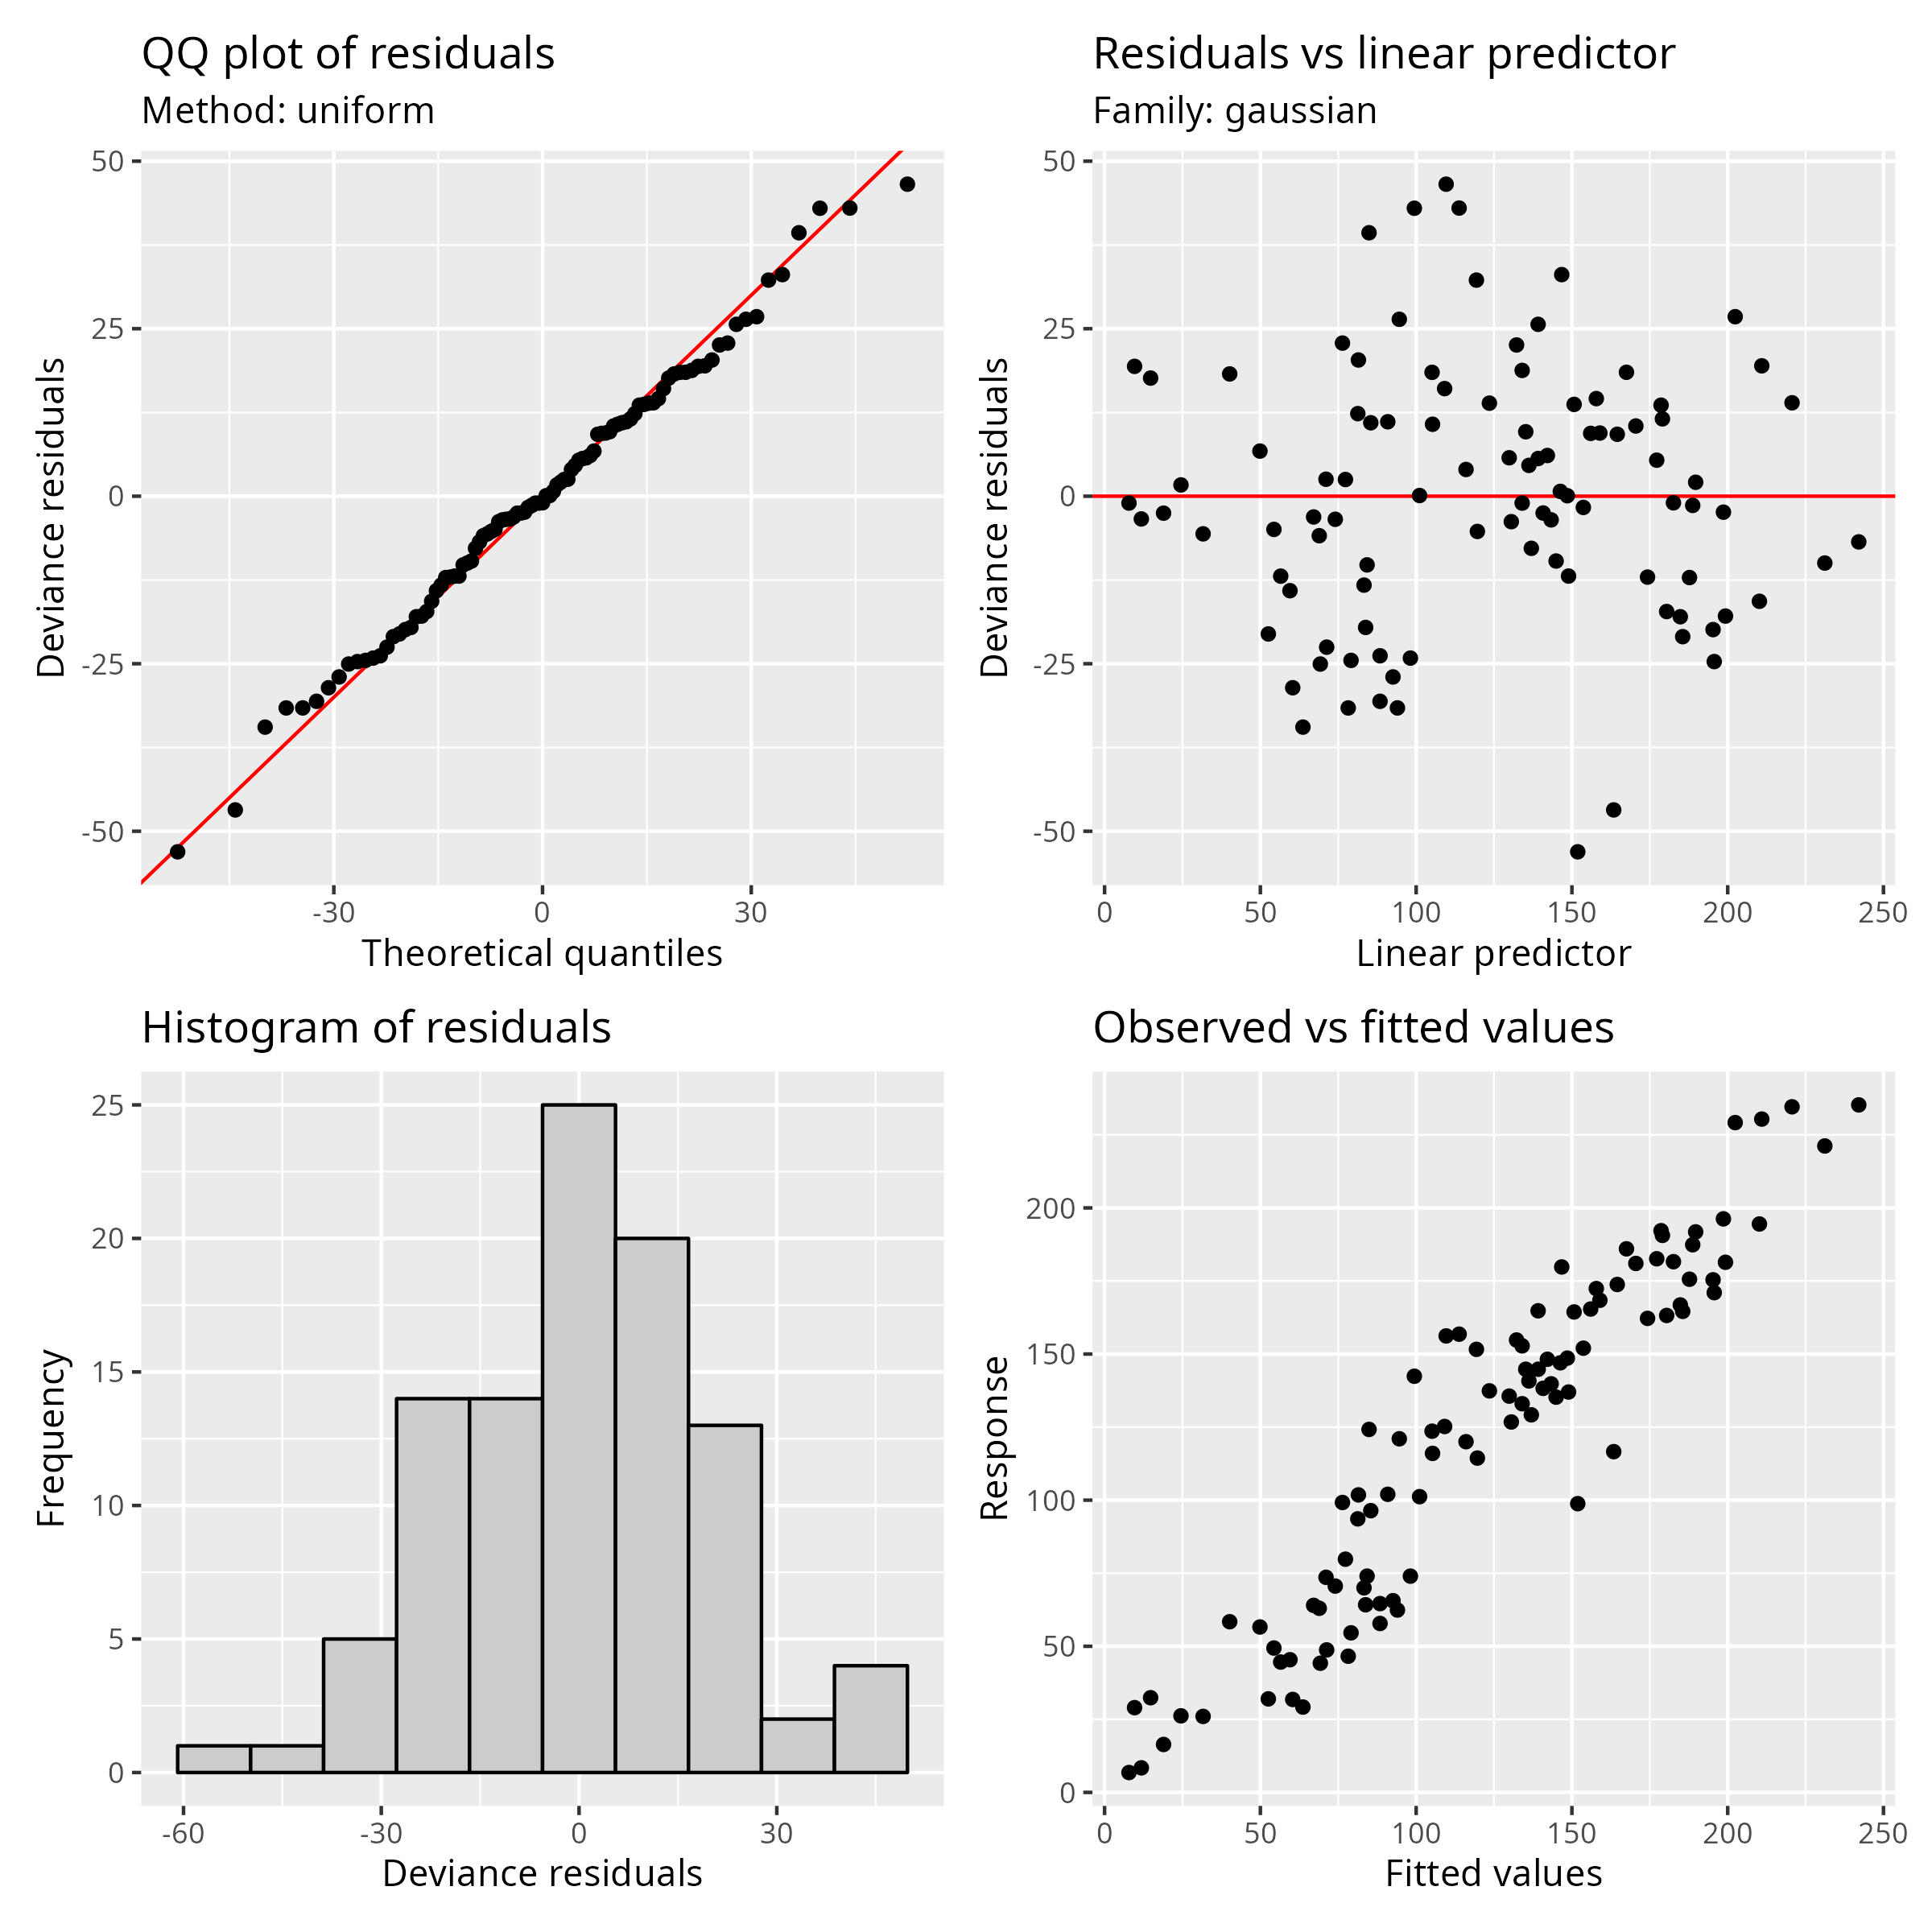 QQ plot of residuals
Method: uniform
50
25
0
-25
-50
Deviance residuals
-30
0
30
Theoretical quantiles
Residuals vs linear predictor
Family: gaussian
50
25
0
-25
-50
Deviance residuals
0
50
100
150
200
250
Linear predictor
Histogram of residuals
25
20
15
10
5
0
Frequency
-60
-30
0
30
Deviance residuals
Observed vs fitted values
200
150
100
50
0
Response
0
50
100
150
200
250
Fitted values